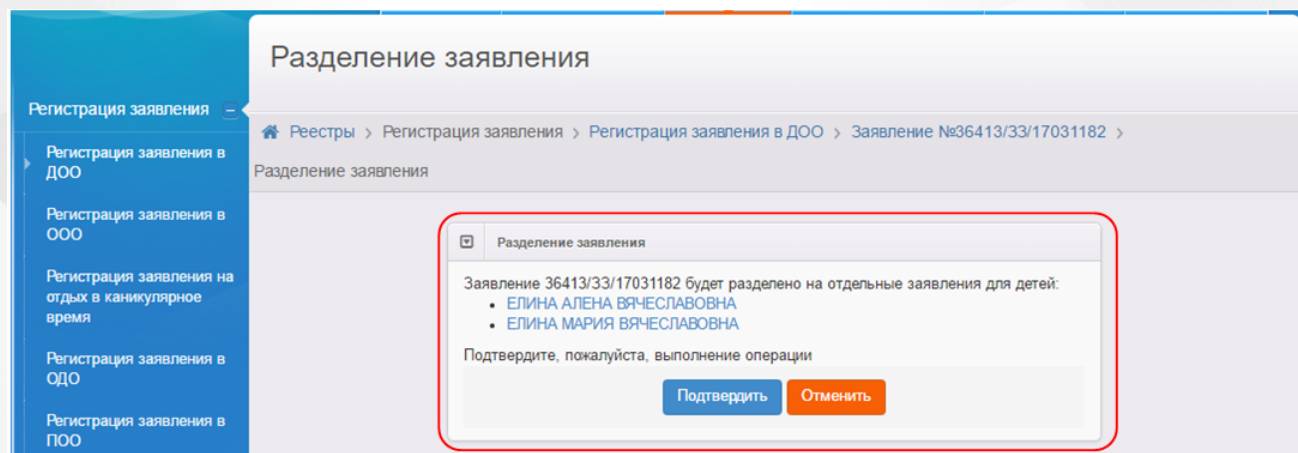 Разделение заявления
Регистрация заявления
Реестры > Регистрация заявления > Регистрация заявления в ДОО > Заявление №36413/ЗЗ/17031182 >
Разделение заявления
Регистрация заявления в
ДОО
Регистрация заявления в
ООО
Регистрация заявления на
отдых в каникулярное
время
Регистрация заявления в
ОДО
Регистрация заявления в
ПОО
Разделение заявления
Заявление 36413/ЗЗ/17031182 будет разделено на отдельные заявления для детей:
• ЕЛИНА АЛЕНА ВЯЧЕСЛАВОВНА
• ЕЛИНА МАРИЯ ВЯЧЕСЛАВОВНА
Подтвердите, пожалуйста, выполнение операции
Подтвердить Отменить